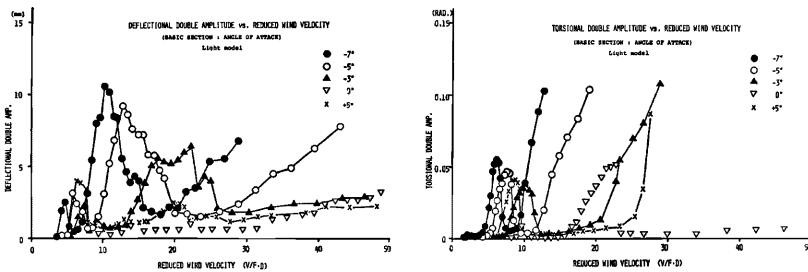 (mm)
DEFLECTIONAL DOUBLE AMPLITUDE vs. REDUCED WIND VELOCITY
(BASIC SECTION : ANGLE OF ATTACK)
Light model
-7°
-5°
-3°
0°
+5°
15
10
5
0
DEFLECTIONAL DOUBLE AMP.
0 10 20 30 40 50
REDUCED WIND VELOCITY (V/F·D)
(RAD.)
TORSIONAL DOUBLE AMPLITUDE vs. REDUCED WIND VELOCITY
(BASIC SECTION : ANGLE OF ATTACK)
Light model
-7°
-5°
-3°
0°
+5°
0.10
0.05
0
TORSIONAL DOUBLE AMP.
0 10 20 30 40
REDUCED WIND VELOCITY (V/F·D)